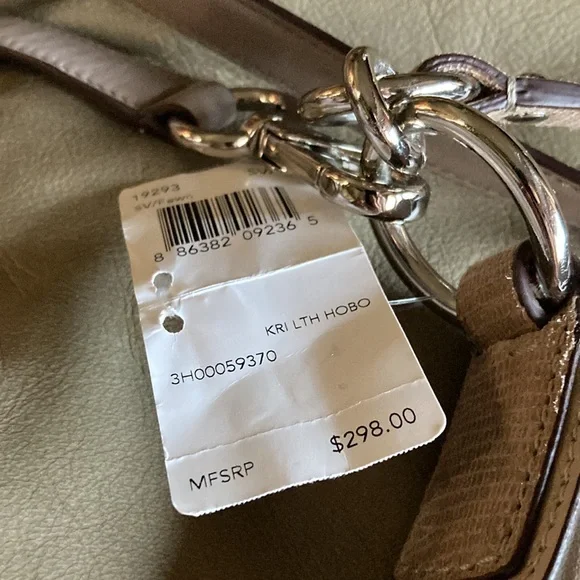 19293
SV/Fawn
8 86382 09236 5
KRI LTH HOBO
3H00059370
$298.00
MFSRP